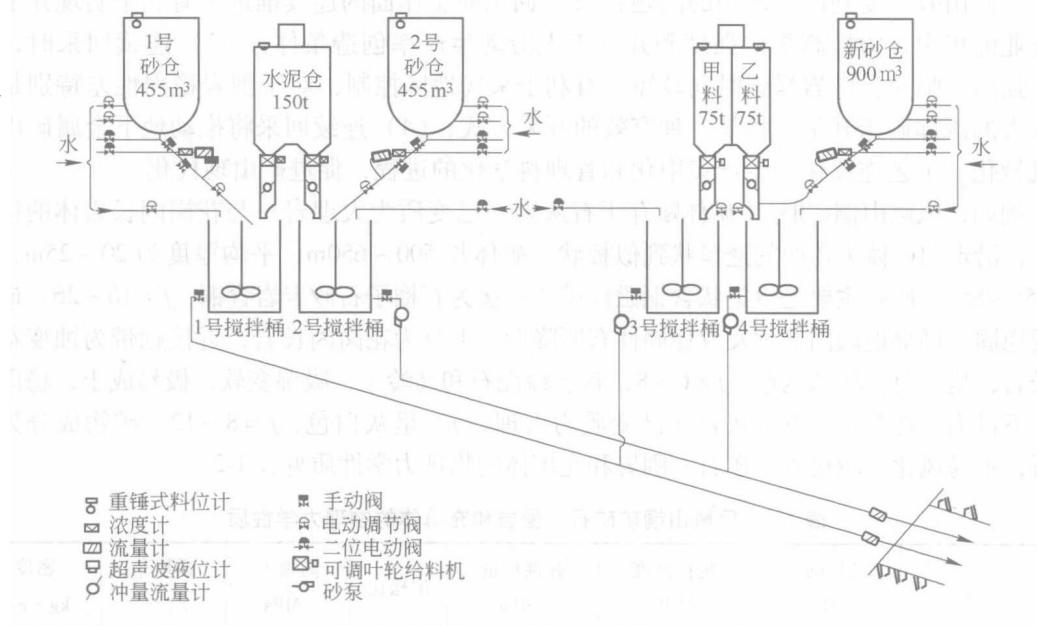 1号
砂仓
455m³
水泥仓
150t
2号
砂仓
455m³
甲
料
75t
乙
料
75t
新砂仓
900m³
水
水
水
1号搅拌桶
2号搅拌桶
3号搅拌桶
4号搅拌桶
重锤式料位计
浓度计
流量计
超声波液位计
冲量流量计
手动阀
电动调节阀
二位电动阀
可调叶轮给料机
砂泵